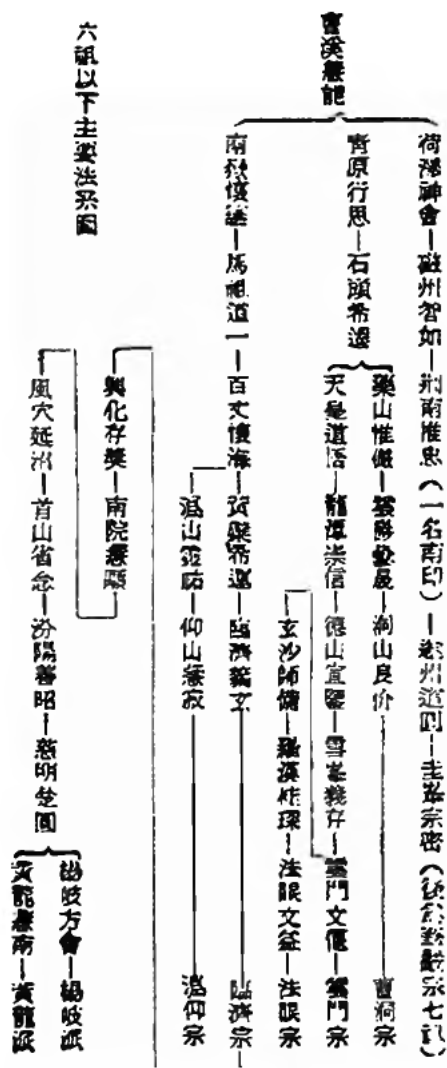 六祖以下主要法系圖
曹溪慧能
荷澤神會—磁州智如—荊南惟忠(一名南印)—遂州道圓—圭峯宗密(後 華嚴宗七祖)
青原行思—石頭希遷
藥山惟儼—雲巖曇晟—洞山良价—曹洞宗
天皇道悟—龍潭崇信—德山宣鑒—雪峯義存—雲門文偃—雲門宗
玄沙師備—羅漢桂琛—法眼文益—法眼宗
南嶽懷讓—馬祖道一—百丈懷海—黃檗希運—臨濟義玄—臨濟宗
溈山靈祐—仰山慧寂—溈仰宗
興化存獎—南院慧顒
風穴延沼—首山省念—汾陽善昭—慈明楚圓
楊岐方會—楊岐派
黃龍慧南—黃龍派